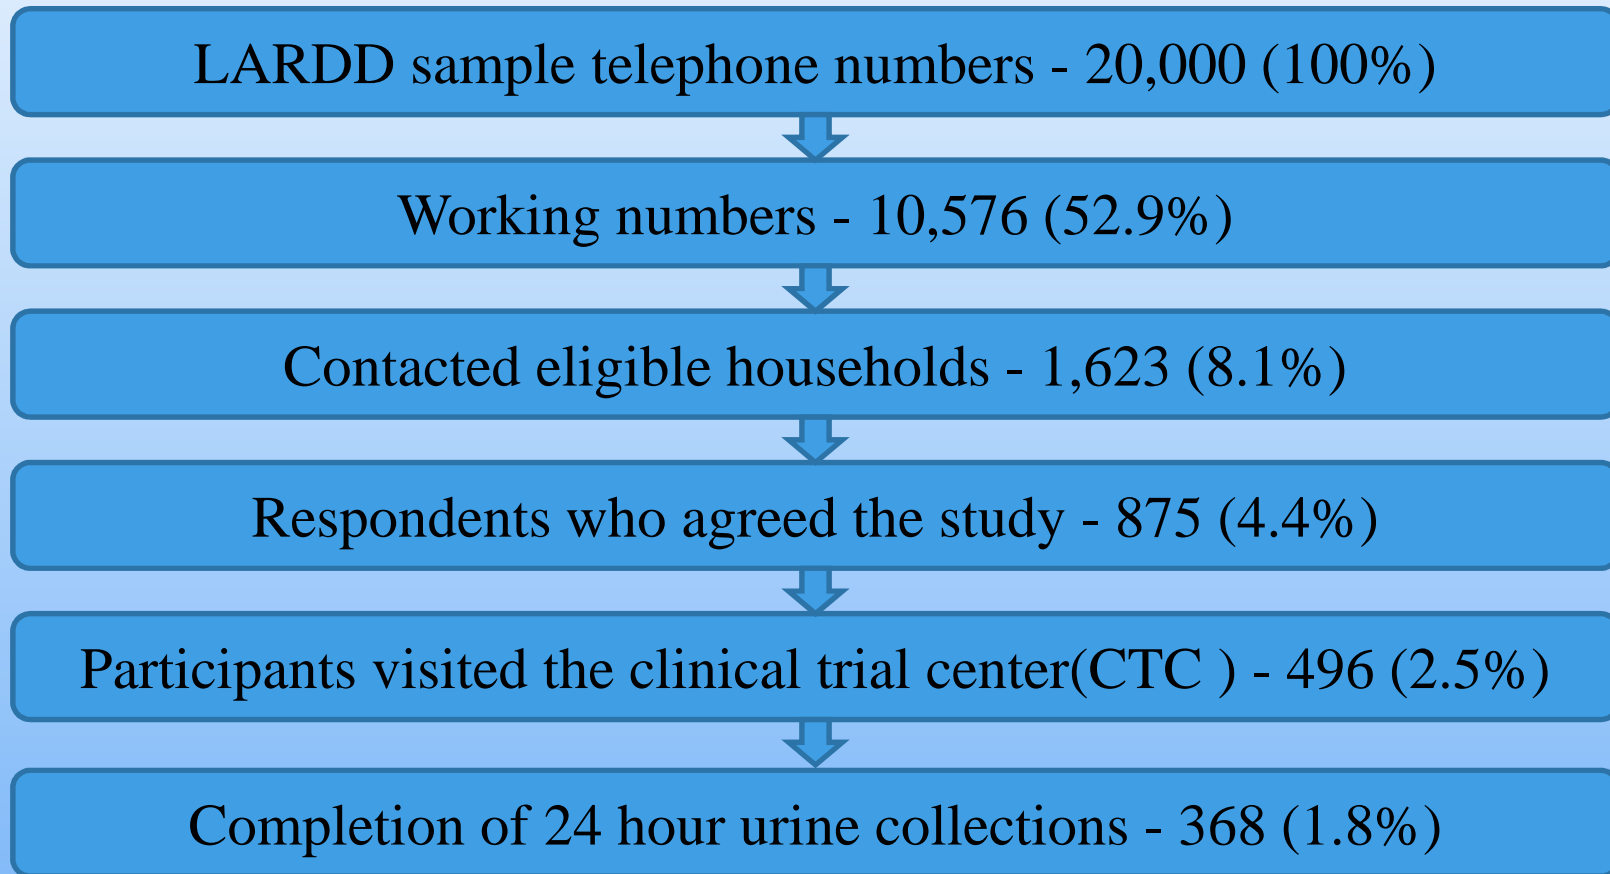 LARDD sample telephone numbers - 20,000 (100%)
Working numbers - 10,576 (52.9%)
Contacted eligible households - 1,623 (8.1%)
Respondents who agreed the study - 875 (4.4%)
Participants visited the clinical trial center(CTC ) - 496 (2.5%)
Completion of 24 hour urine collections - 368 (1.8%)